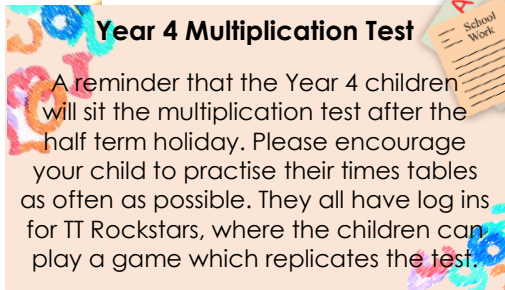 Year 4 Multiplication Test
School
Work
A reminder that the Year 4 children
will sit the multiplication test after the
half term holiday. Please encourage
your child to practise their times tables
as often as possible. They all have log ins
for TT Rockstars, where the children can
play a game which replicates the test.